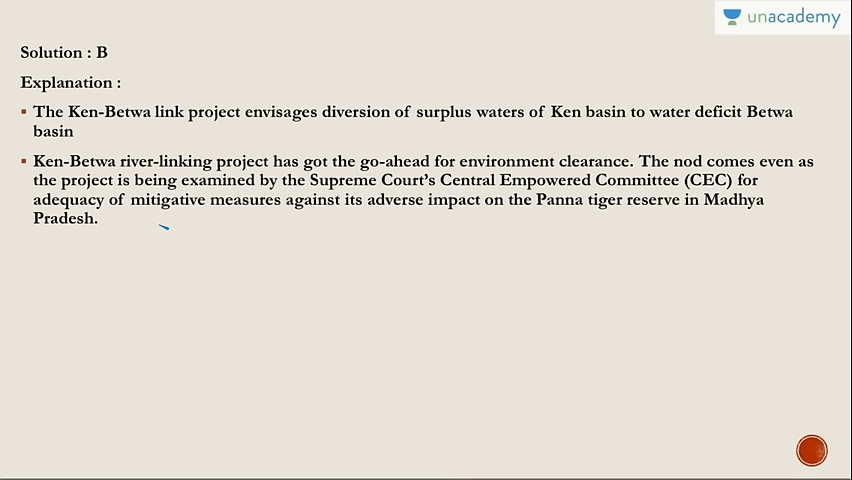 unacademy
Solution : B
Explanation :
▪ The Ken-Betwa link project envisages diversion of surplus waters of Ken basin to water deficit Betwa
basin
▪ Ken-Betwa river-linking project has got the go-ahead for environment clearance. The nod comes even as
the project is being examined by the Supreme Court's Central Empowered Committee (CEC) for
adequacy of mitigative measures against its adverse impact on the Panna tiger reserve in Madhya
Pradesh.